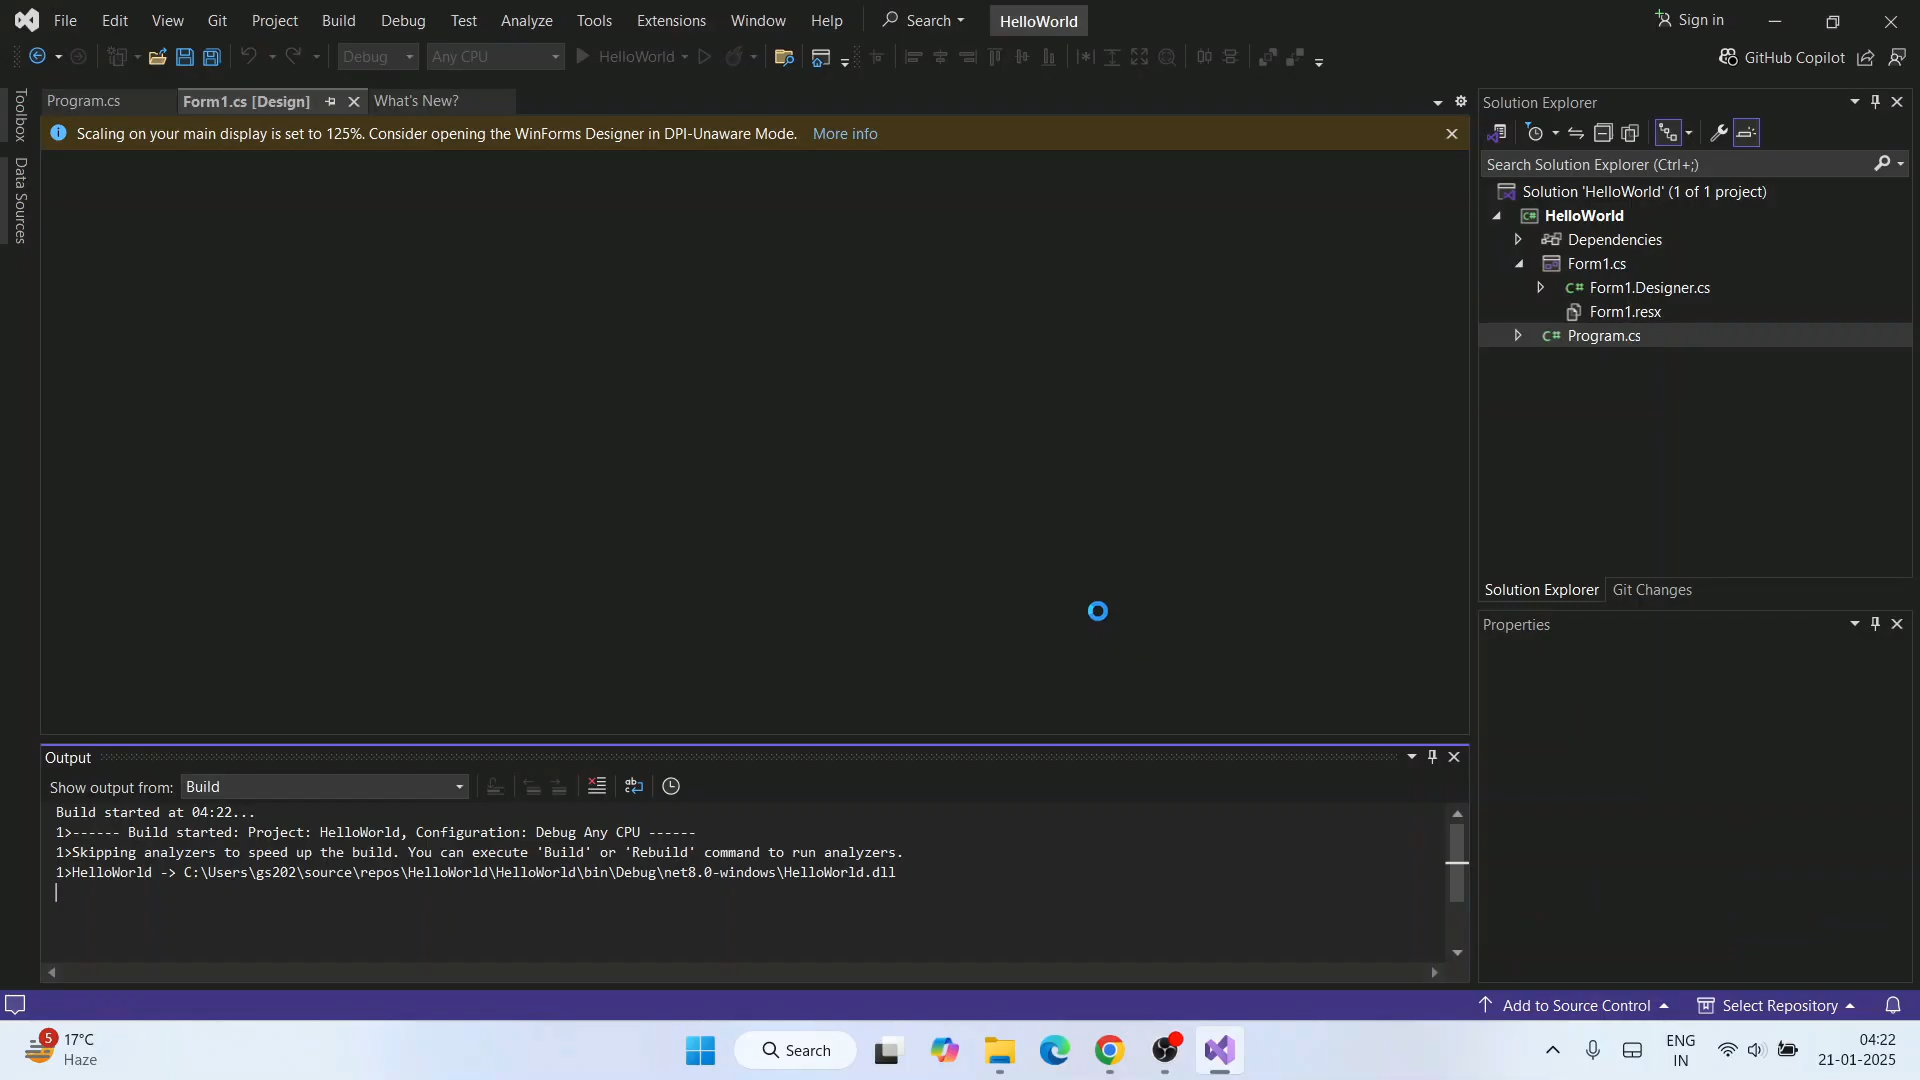 File Edit View Git Project Build Debug Test Analyze Tools Extensions Window Help Search HelloWorld Sign in
Debug Any CPU HelloWorld GitHub Copilot
Toolbox
Data Sources
Program.cs Form1.cs [Design] What's New?
Scaling on your main display is set to 125%. Consider opening the WinForms Designer in DPI-Unaware Mode. More info
Solution Explorer
Search Solution Explorer (Ctrl+;)
Solution 'HelloWorld' (1 of 1 project)
HelloWorld
Dependencies
Form1.cs
Form1.Designer.cs
Form1.resx
Program.cs
Solution Explorer Git Changes
Properties
Output
Show output from: Build
Build started at 04:22...
1>------ Build started: Project: HelloWorld, Configuration: Debug Any CPU ------
1>Skipping analyzers to speed up the build. You can execute 'Build' or 'Rebuild' command to run analyzers.
1>HelloWorld -> C:\Users\gs202\source\repos\HelloWorld\HelloWorld\bin\Debug\net8.0-windows\HelloWorld.dll
Add to Source Control Select Repository
5 17°C
Haze
Search
ENG
IN
04:22
21-01-2025